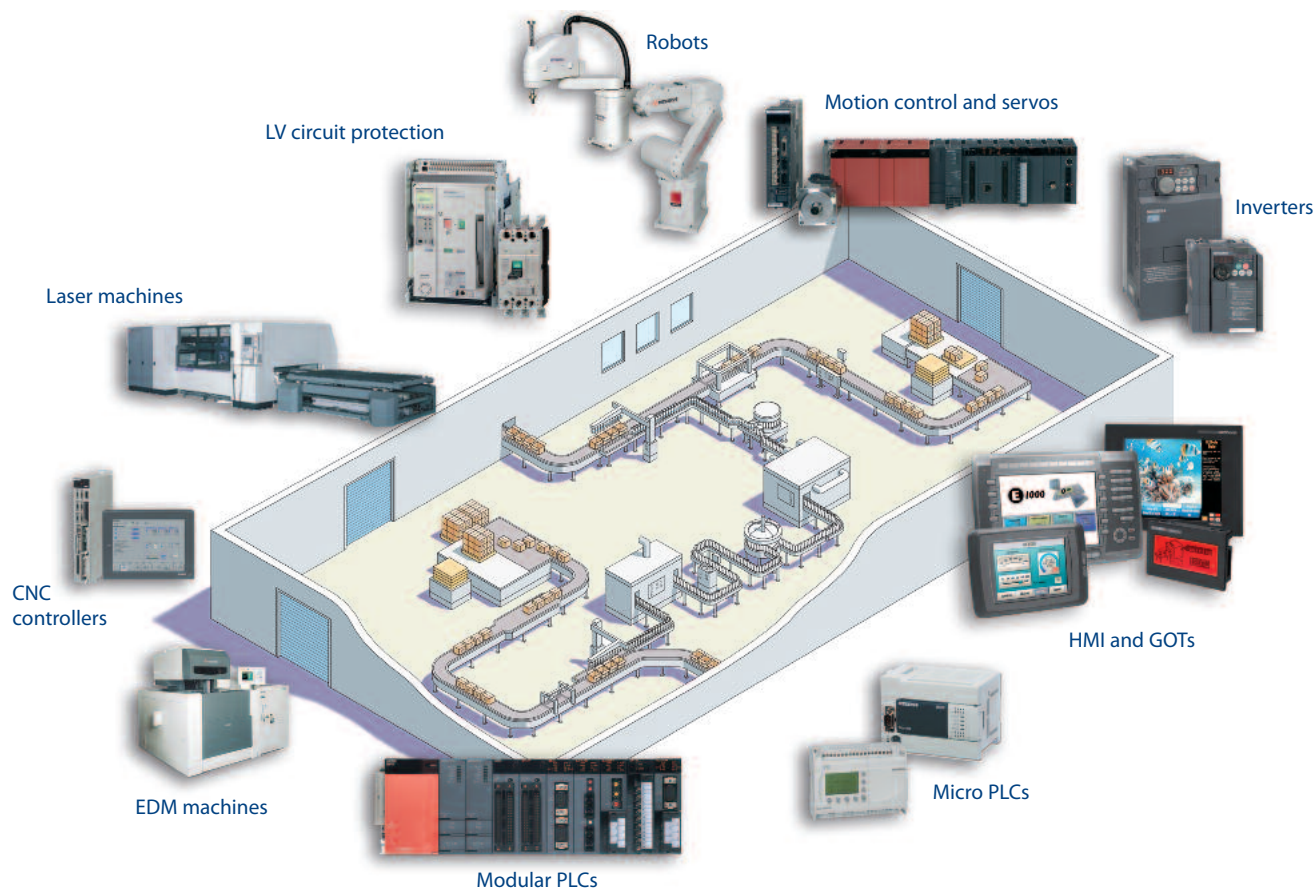 Robots
Motion control and servos
LV circuit protection
Inverters
Laser machines
E 1000
CNC
controllers
HMI and GOTs
Micro PLCs
EDM machines
Modular PLCs